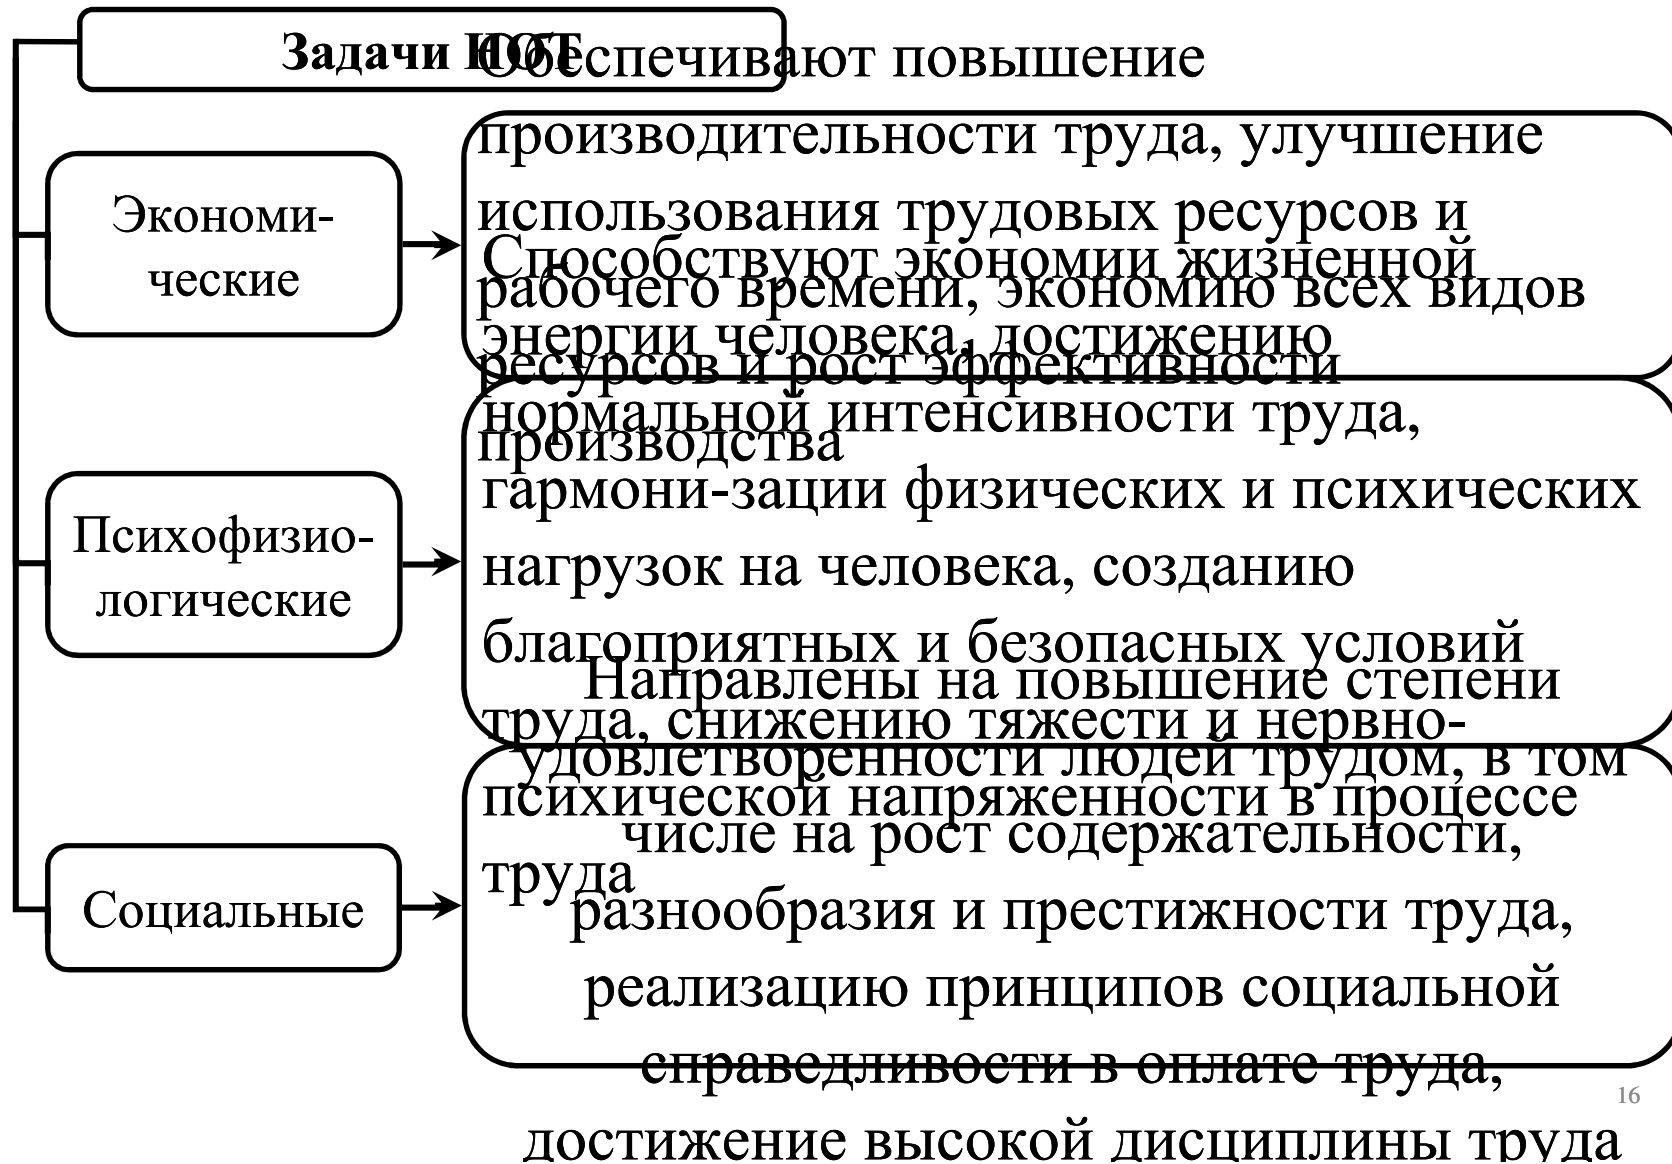 Задачи НОТ
Экономи-
ческие
Обеспечивают повышение
производительности труда, улучшение
использования трудовых ресурсов и
рабочего времени, экономию всех видов
ресурсов и рост эффективности
производства
Психофизио-
логические
Способствуют экономии жизненной
энергии человека, достижению
нормальной интенсивности труда,
гармони-зации физических и психических
нагрузок на человека, созданию
благоприятных и безопасных условий
труда, снижению тяжести и нервно-
психической напряженности в процессе
труда
Социальные
Направлены на повышение степени
удовлетворенности людей трудом, в том
числе на рост содержательности,
разнообразия и престижности труда,
реализацию принципов социальной
справедливости в оплате труда,
достижение высокой дисциплины труда
16